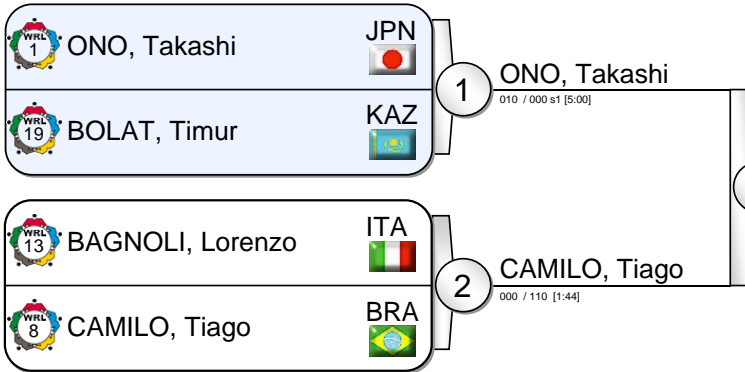 WRL
1
ONO, Takashi
JPN
WRL
19
BOLAT, Timur
KAZ
1
ONO, Takashi
010 / 000 s1 [5:00]
WRL
13
BAGNOLI, Lorenzo
ITA
WRL
8
CAMILO, Tiago
BRA
2
CAMILO, Tiago
000 / 110 [1:44]